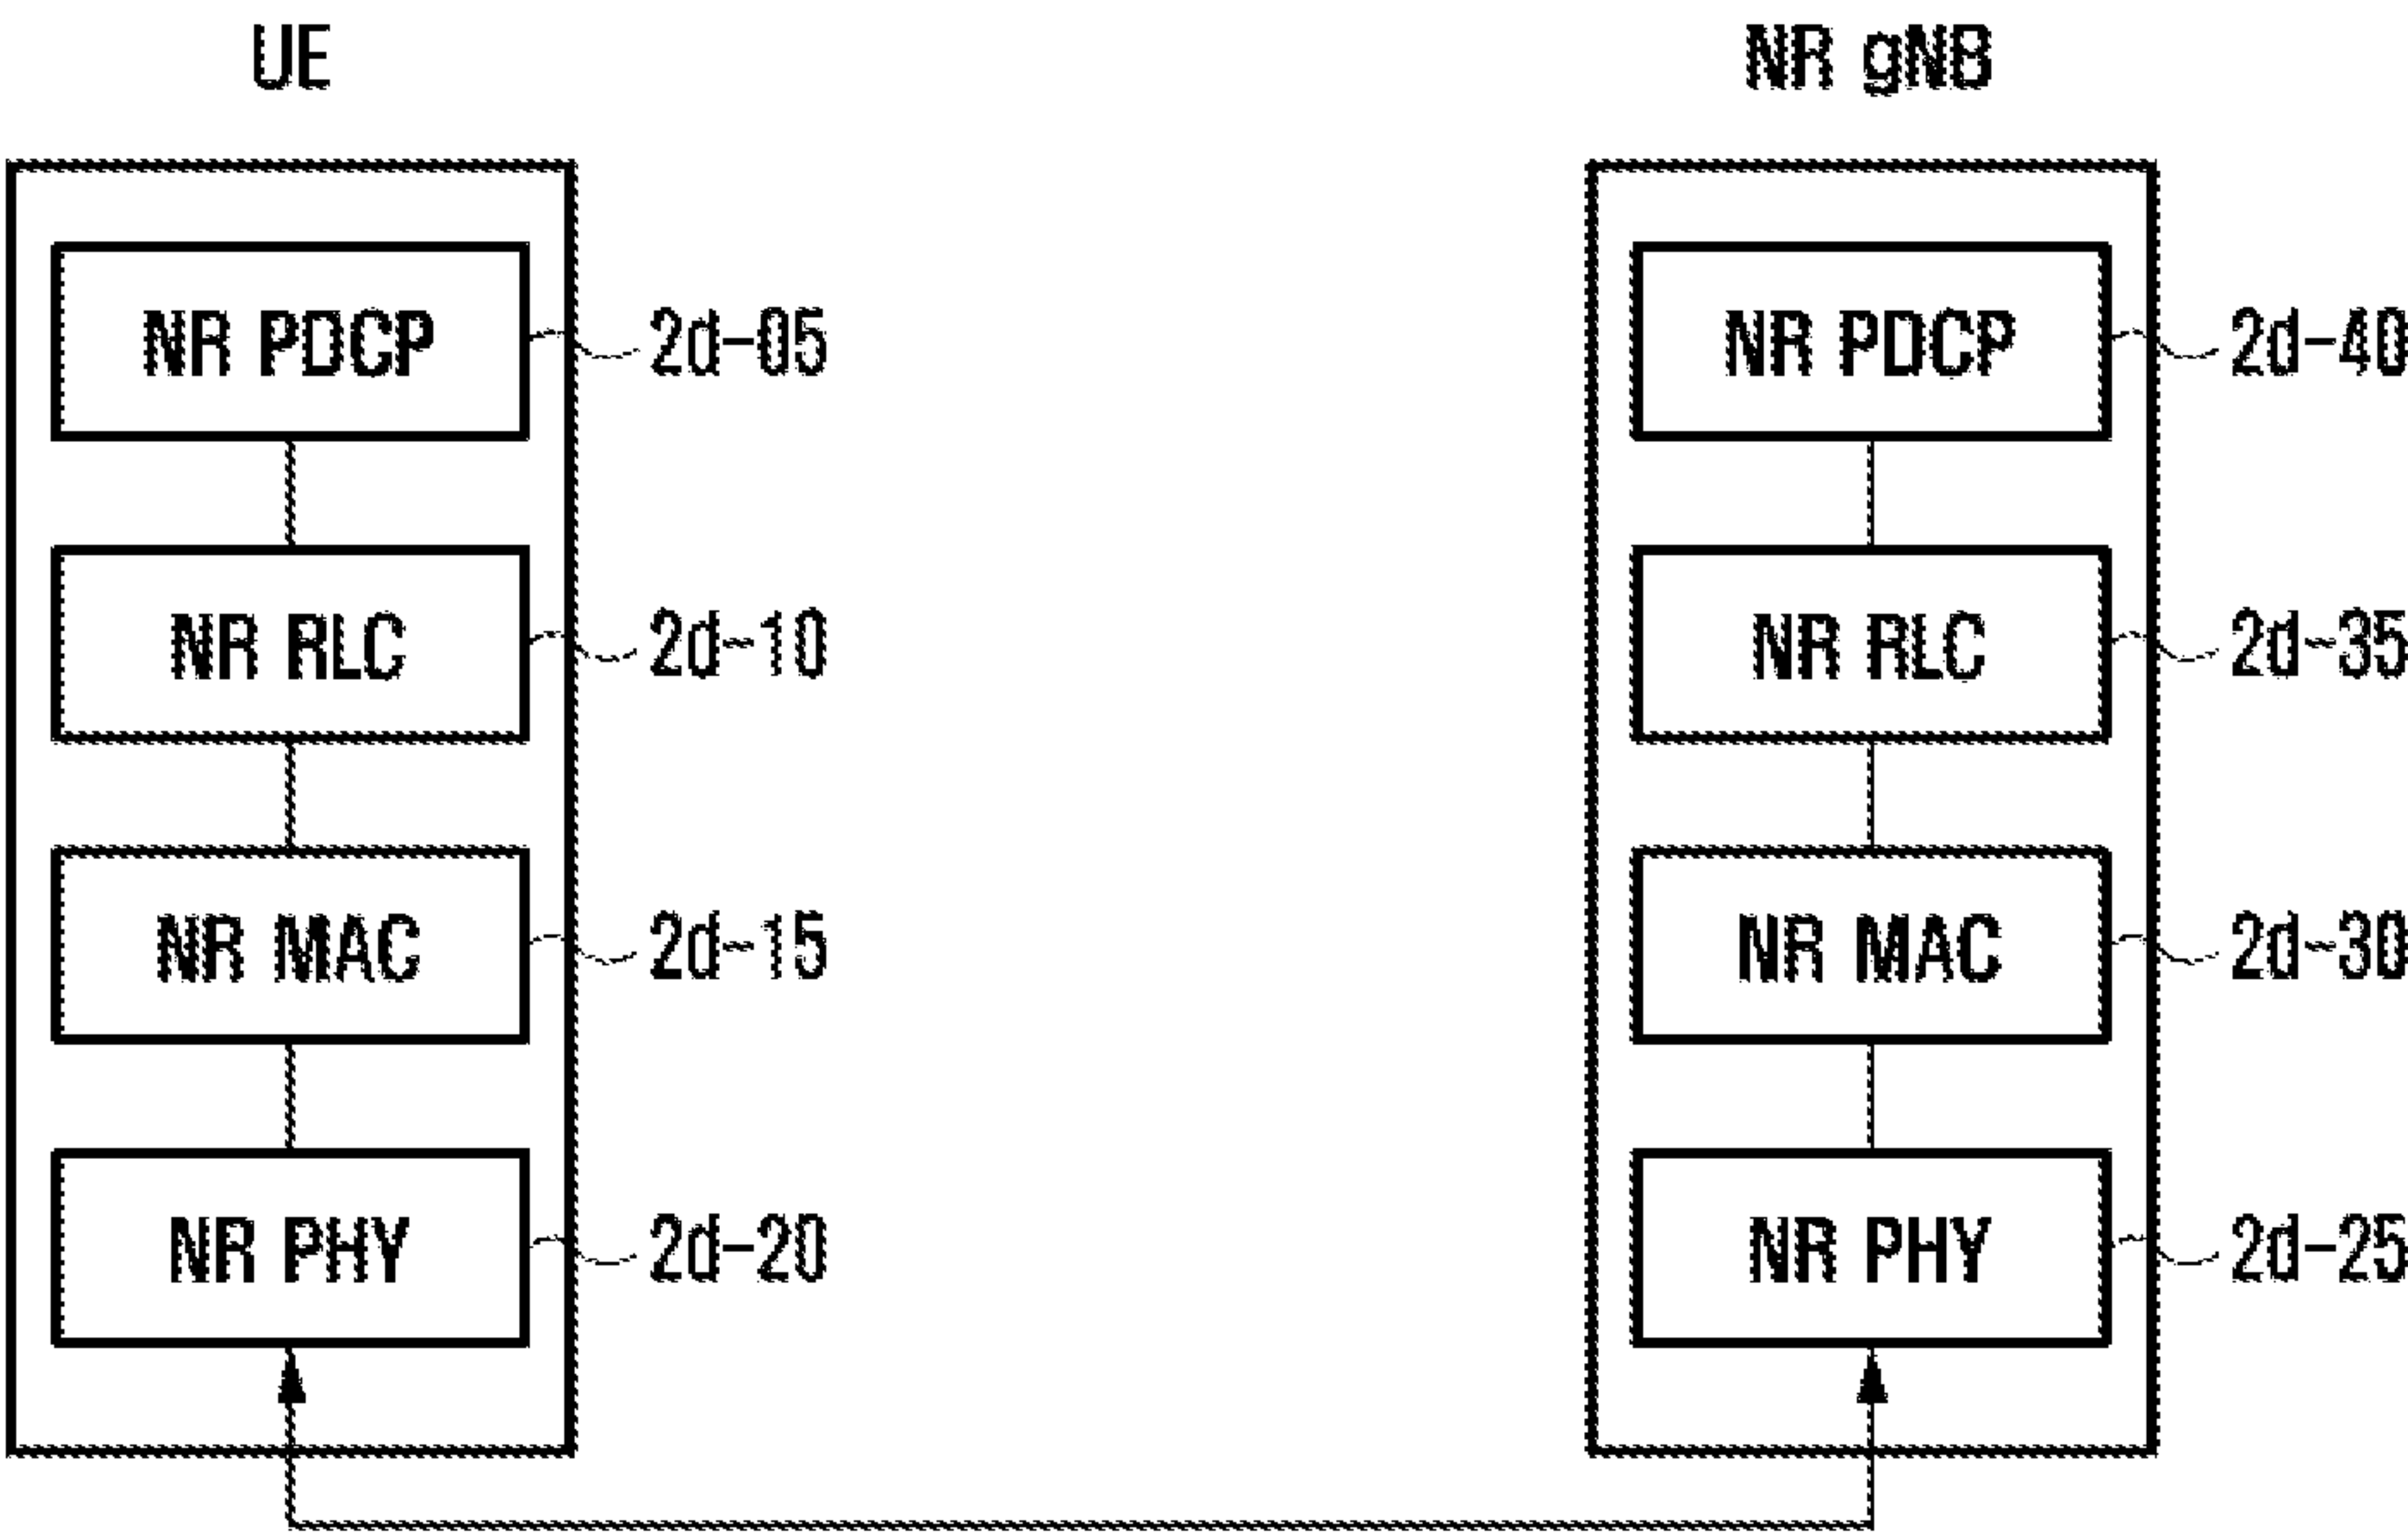 UE
NR gNB
NR PDCP
2d-05
NR PDCP
2d-40
NR RLC
2d-10
NR RLC
2d-35
NR MAC
2d-15
NR MAC
2d-30
NR PHY
2d-20
NR PHY
2d-25